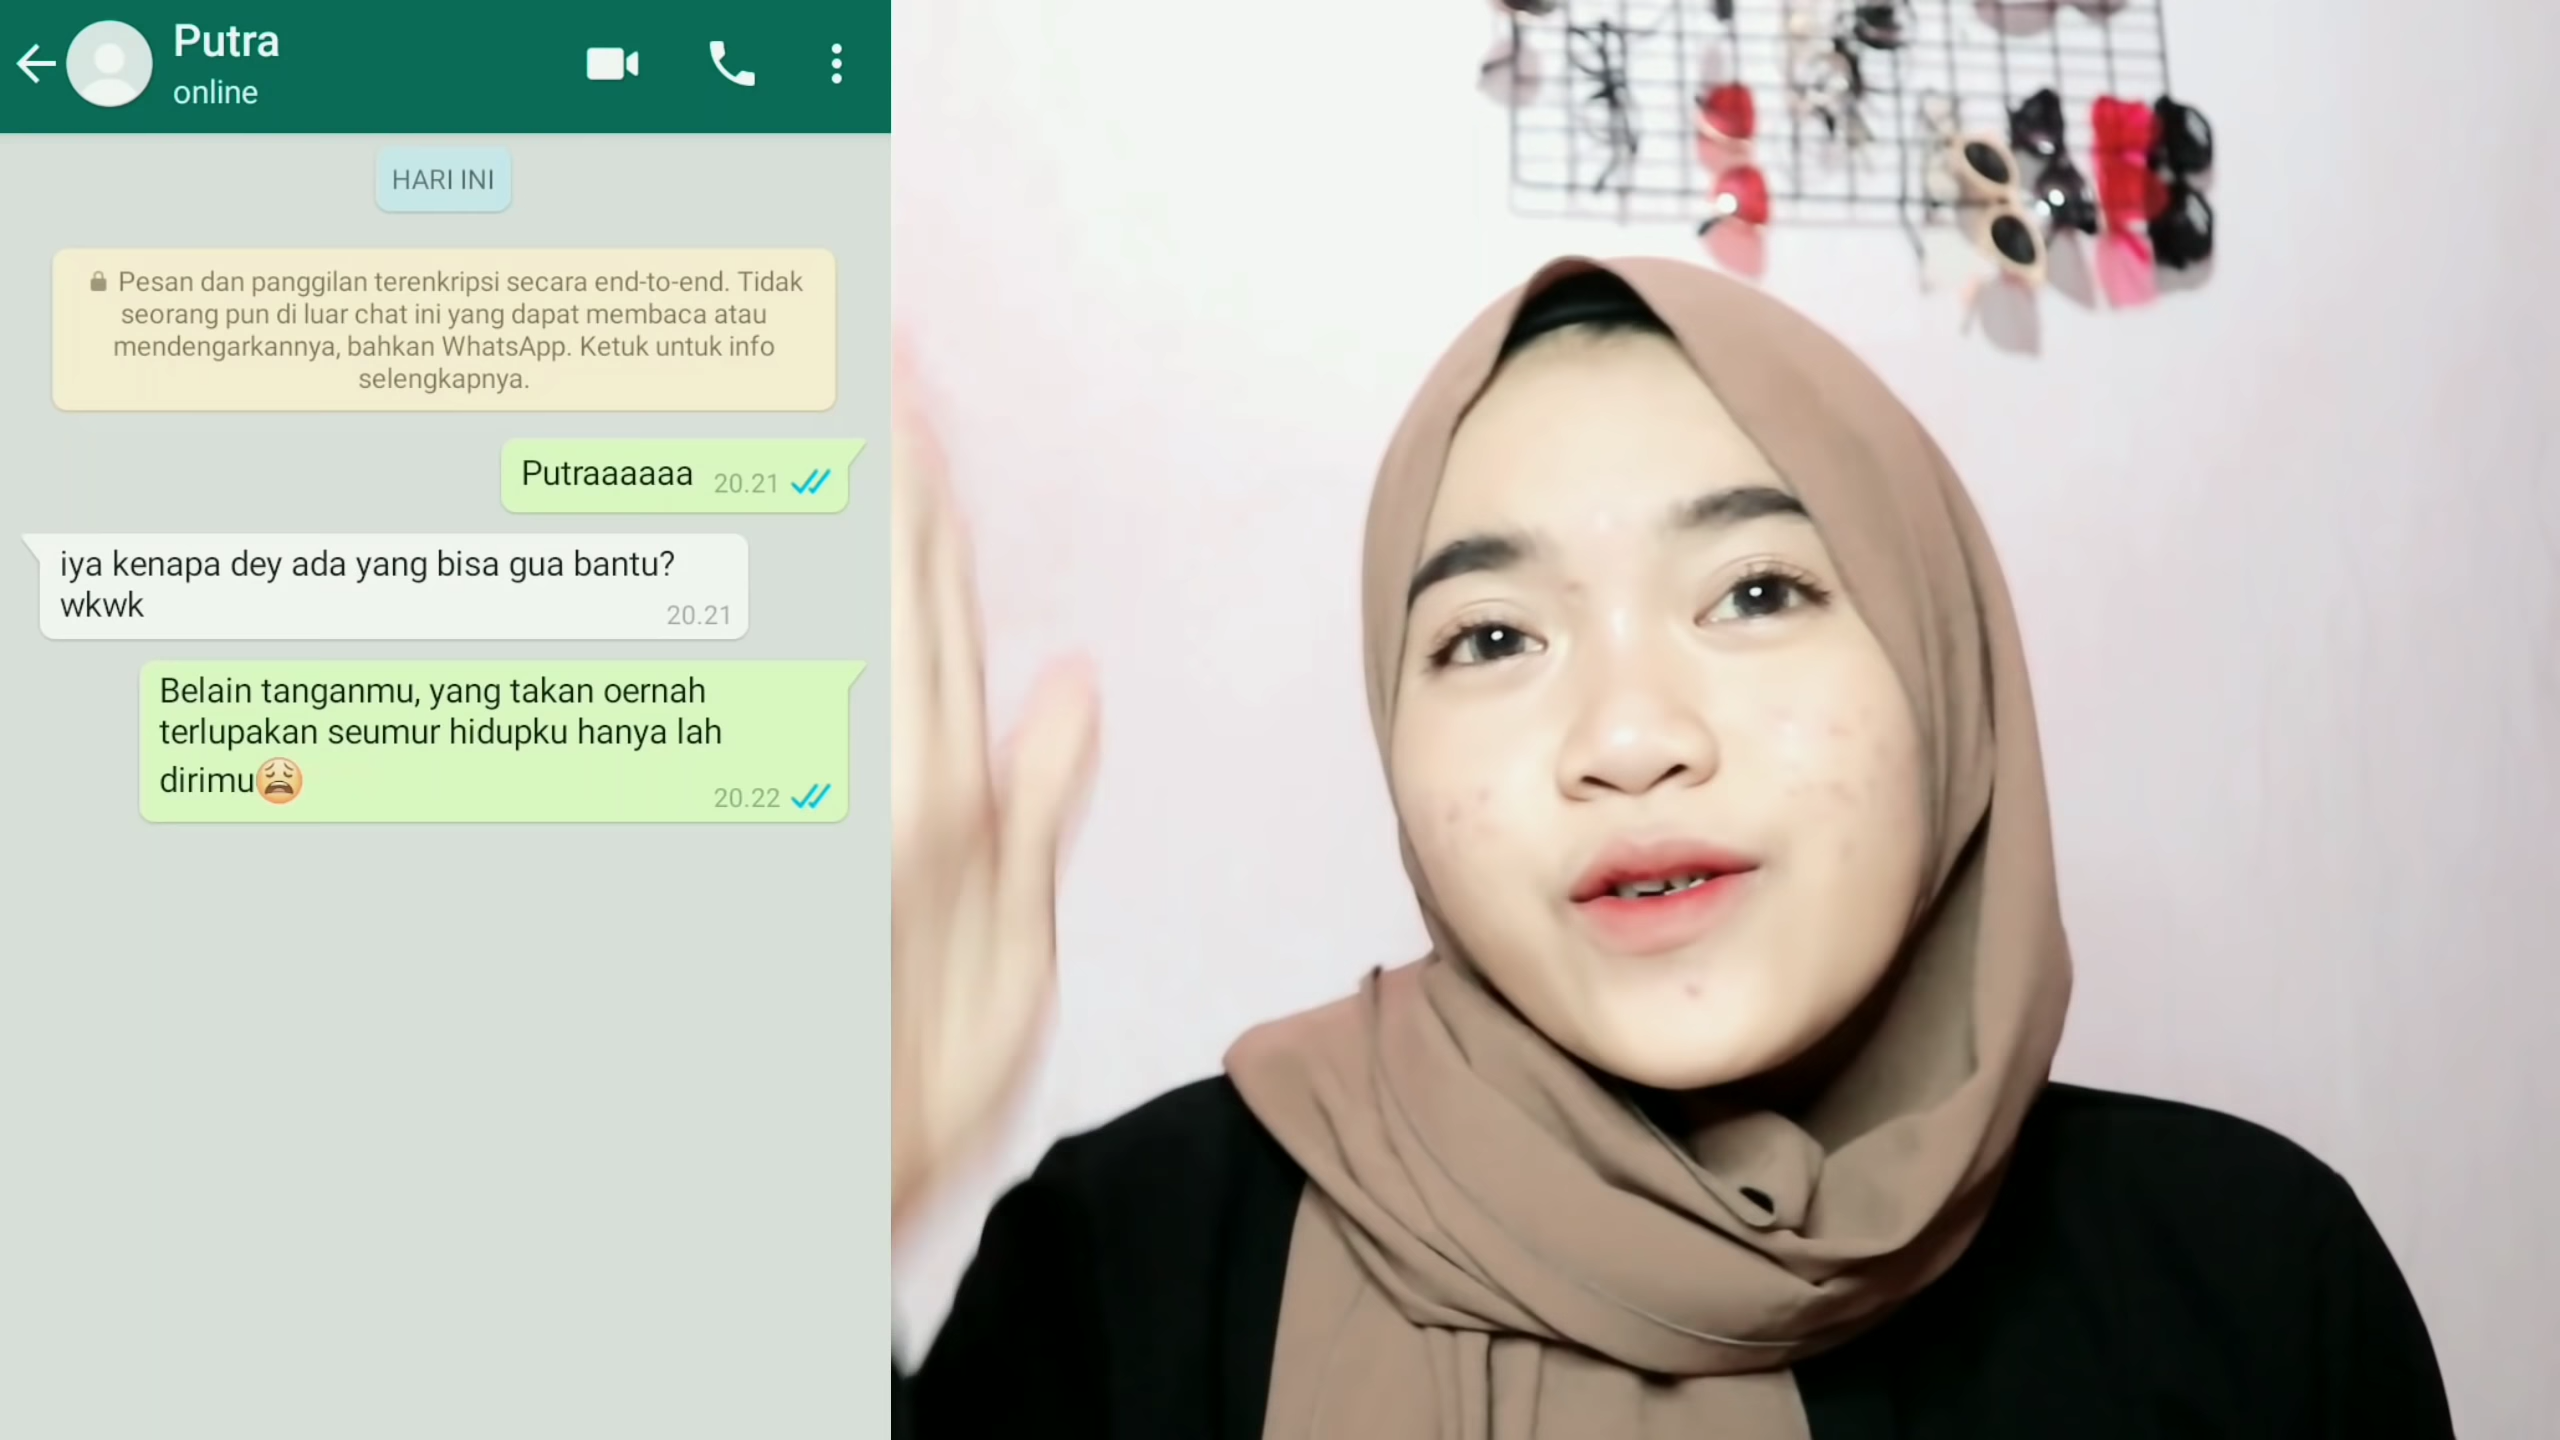 Putra
online
HARI INI
Pesan dan panggilan terenkripsi secara end-to-end. Tidak
seorang pun di luar chat ini yang dapat membaca atau
mendengarkannya, bahkan WhatsApp. Ketuk untuk info
selengkapnya.
Putraaaaaa 20.21
iya kenapa dey ada yang bisa gua bantu?
wkwk 20.21
Belain tanganmu, yang takan oernah
terlupakan seumur hidupku hanya lah
dirimu😩 20.22